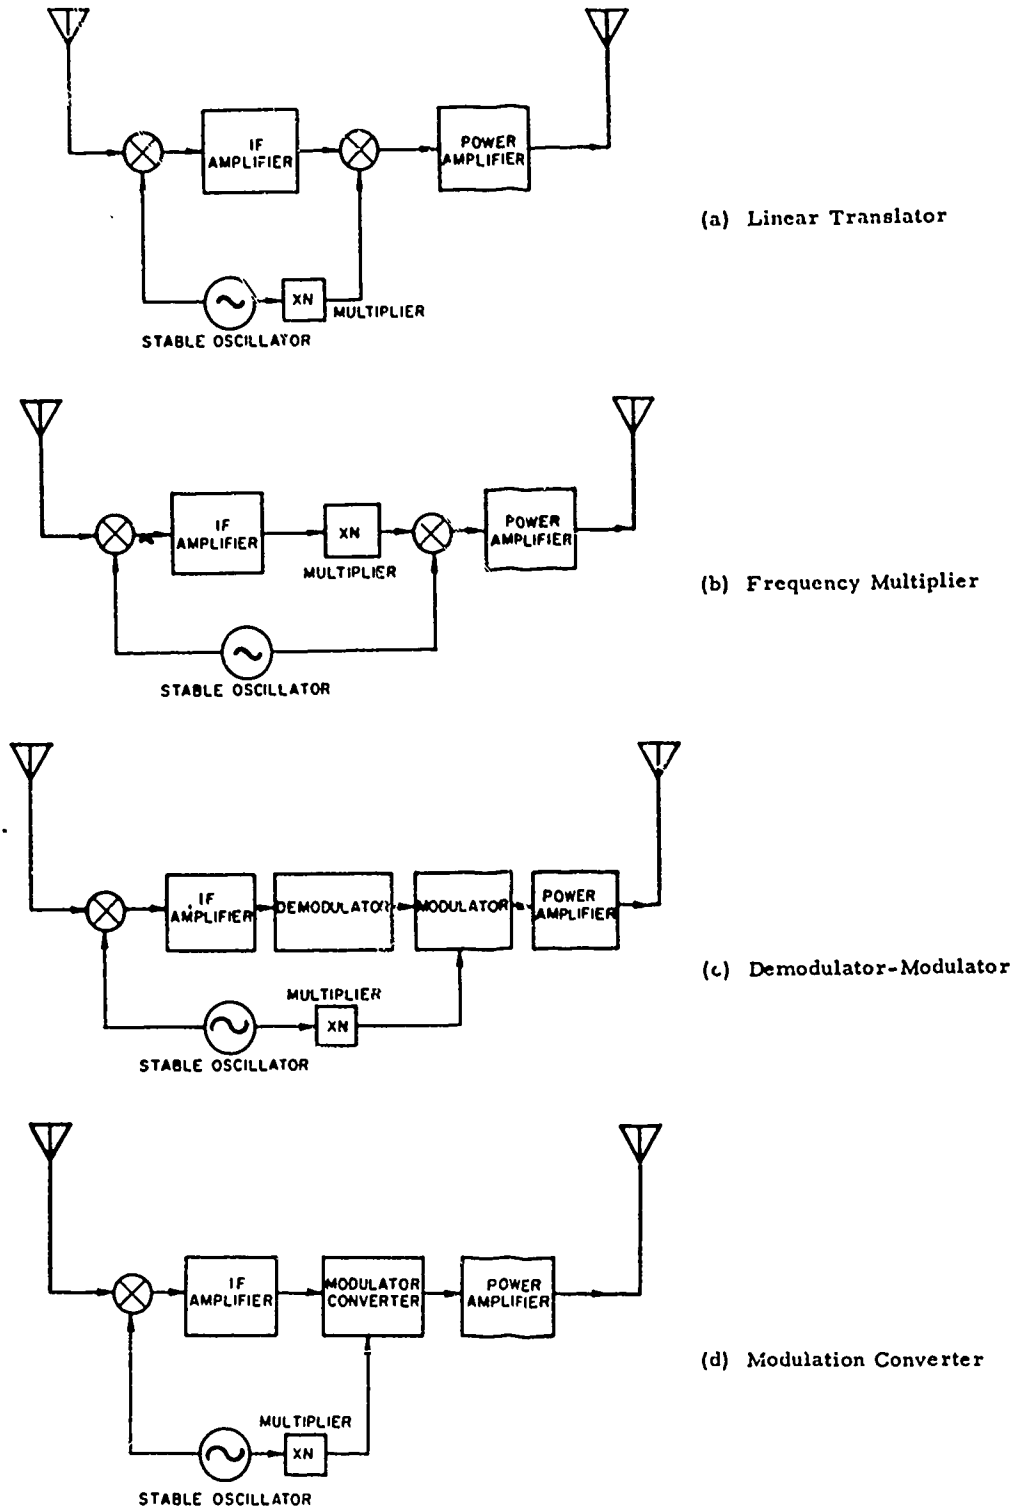 IF
AMPLIFIER
POWER
AMPLIFIER
(a) Linear Translator
XN
MULTIPLIER
STABLE OSCILLATOR
IF
AMPLIFIER
XN
POWER
AMPLIFIER
MULTIPLIER
(b) Frequency Multiplier
STABLE OSCILLATOR
IF
AMPLIFIER
DEMODULATOR
MODULATOR
POWER
AMPLIFIER
(c) Demodulator-Modulator
MULTIPLIER
XN
STABLE OSCILLATOR
IF
AMPLIFIER
MODULATOR
CONVERTER
POWER
AMPLIFIER
(d) Modulation Converter
MULTIPLIER
XN
STABLE OSCILLATOR